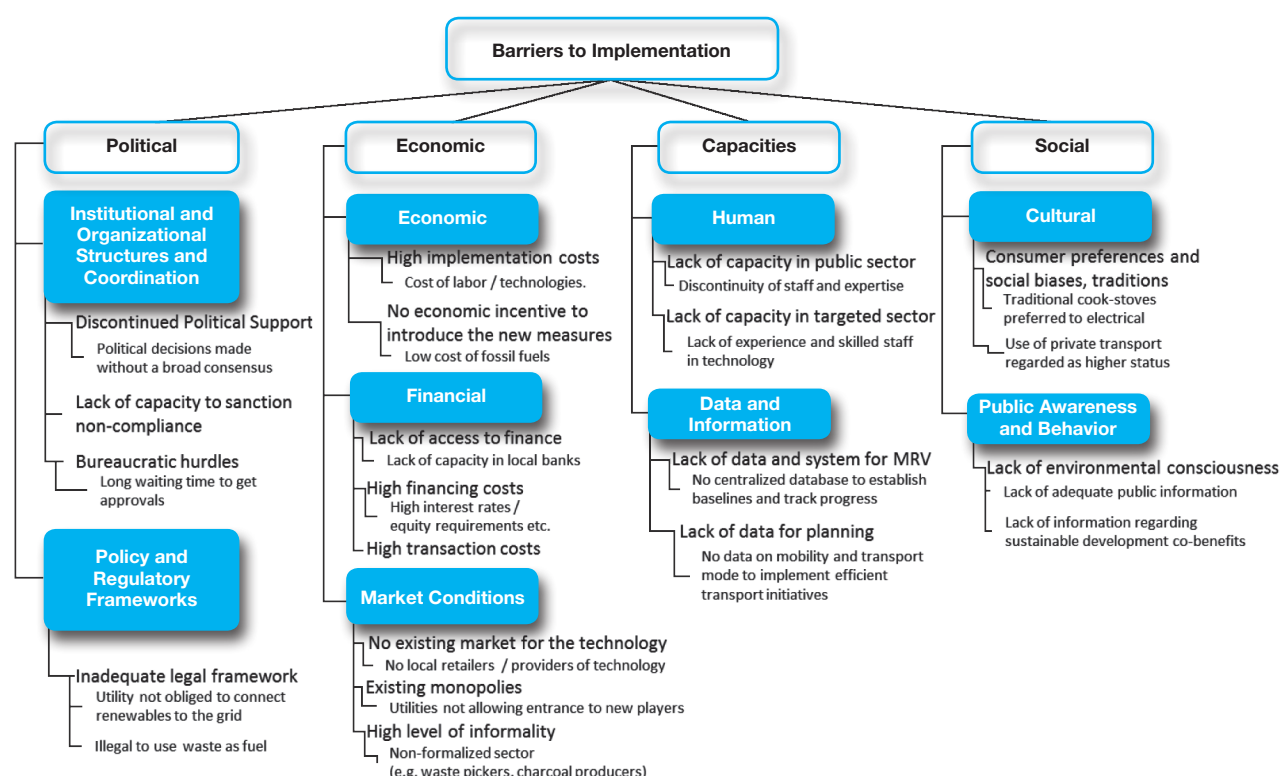 Barriers to Implementation
Political
Institutional and
Organizational
Structures and
Coordination
Discontinued Political Support
Political decisions made
without a broad consensus
Lack of capacity to sanction
non-compliance
Bureaucratic hurdles
Long waiting time to get
approvals
Policy and
Regulatory
Frameworks
Inadequate legal framework
Utility not obliged to connect
renewables to the grid
Illegal to use waste as fuel
Economic
Economic
High implementation costs
Cost of labor / technologies.
No economic incentive to
introduce the new measures
Low cost of fossil fuels
Financial
Lack of access to finance
Lack of capacity in local banks
High financing costs
High interest rates /
equity requirements etc.
High transaction costs
Market Conditions
No existing market for the technology
No local retailers / providers of technology
Existing monopolies
Utilities not allowing entrance to new players
High level of informality
Non-formalized sector
(e.g. waste pickers, charcoal producers)
Capacities
Human
Lack of capacity in public sector
Discontinuity of staff and expertise
Lack of capacity in targeted sector
Lack of experience and skilled staff
in technology
Data and
Information
Lack of data and system for MRV
No centralized database to establish
baselines and track progress
Lack of data for planning
No data on mobility and transport
mode to implement efficient
transport initiatives
Social
Cultural
Consumer preferences and
social biases, traditions
Traditional cook-stoves
preferred to electrical
Use of private transport
regarded as higher status
Public Awareness
and Behavior
Lack of environmental consciousness
Lack of adequate public information
Lack of information regarding
sustainable development co-benefits